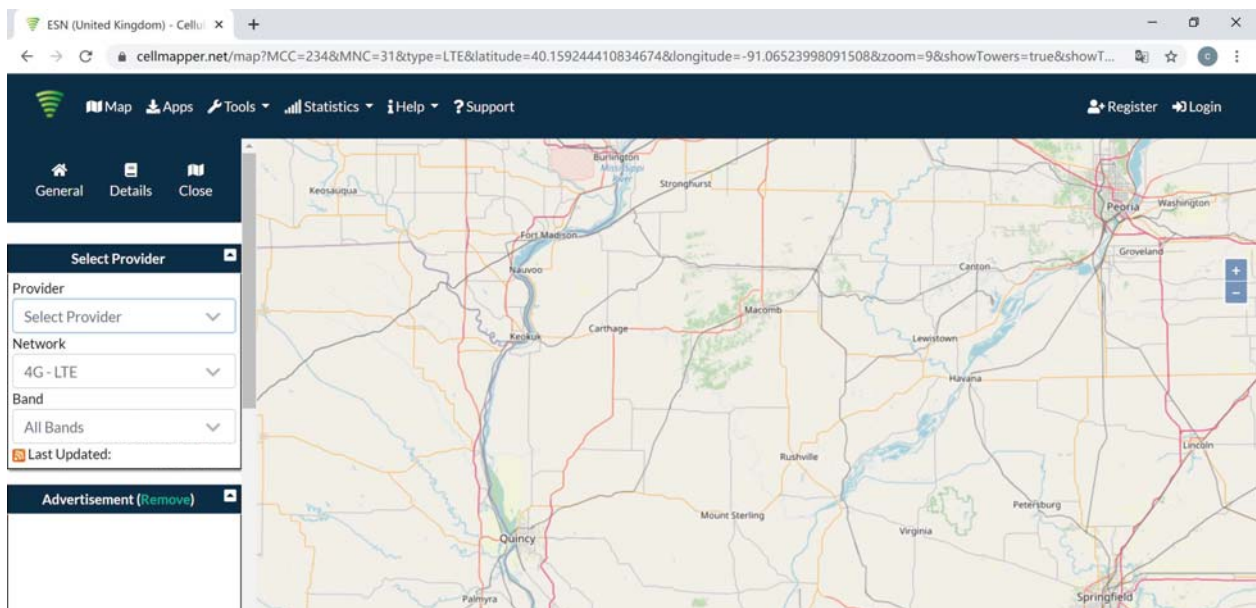 ESN (United Kingdom) - Cellu
cellmapper.net/map?MCC=234&MNC=31&type=LTE&latitude=40.159244410834674&longitude=-91.06523998091508&zoom=9&showTowers=true&showT...
Map Apps Tools Statistics Help Support
Register Login
General Details Close
Select Provider
Provider
Select Provider
Network
4G - LTE
Band
All Bands
Last Updated:
Advertisement (Remove)
Burlington
Mississippi
River
Keosauqua
Stronghurst
Peoria
Washington
Fort Madison
Groveland
Nauvoo
Canton
Macomb
Carthage
Keokuk
Lewistown
Havana
Lincoln
Rushville
Petersburg
Mount Sterling
Virginia
Quincy
Palmyra
Springfield